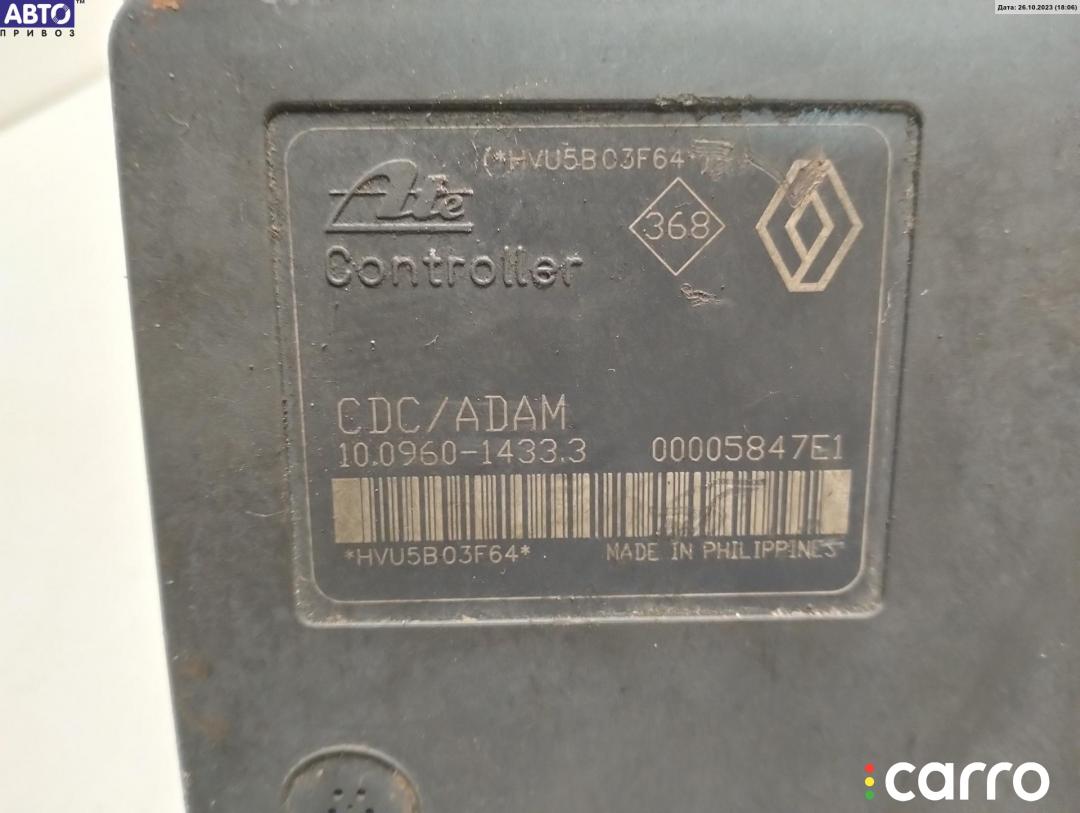 АВТО
ПРИВОЗ
Дата: 26.10.2023 (18:06)
(*HVU5B03F64*
Ate
368
Controller
CDC/ADAM
10.0960-1433.3 00005847E1
*HVU5B03F64* MADE IN PHILIPPINES
carro